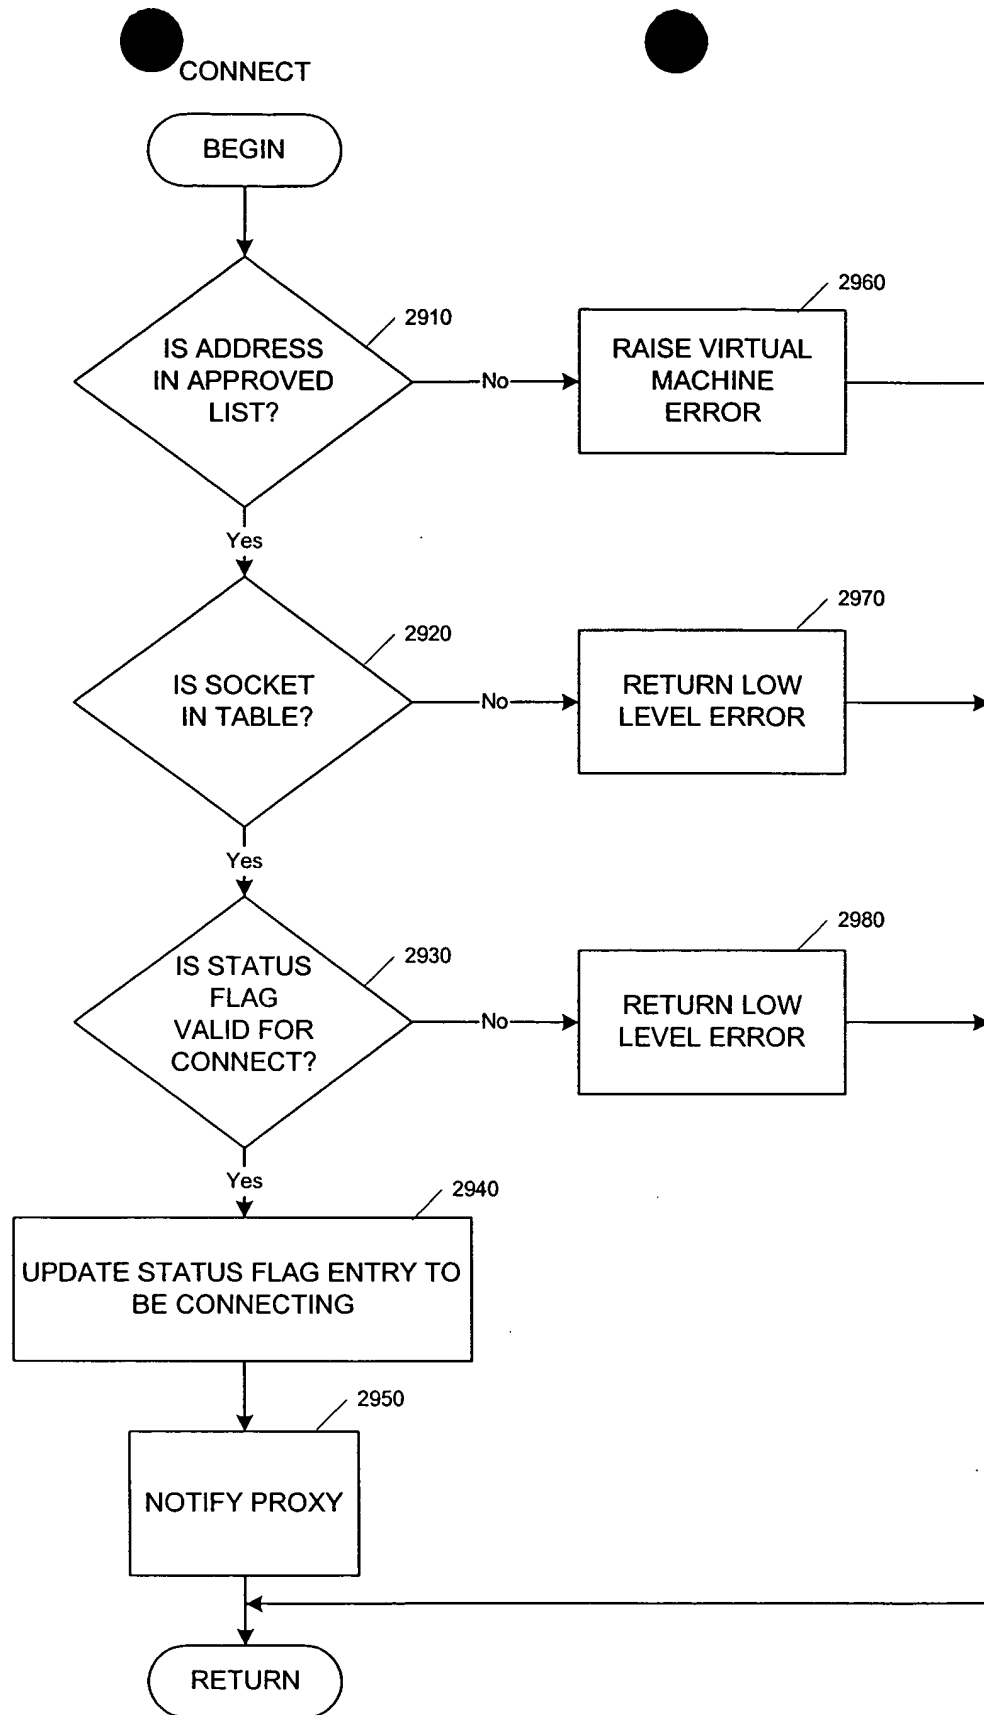 CONNECT
BEGIN
2910
IS ADDRESS
IN APPROVED
LIST?
No
2960
RAISE VIRTUAL
MACHINE
ERROR
Yes
2920
IS SOCKET
IN TABLE?
No
2970
RETURN LOW
LEVEL ERROR
Yes
2930
IS STATUS
FLAG
VALID FOR
CONNECT?
No
2980
RETURN LOW
LEVEL ERROR
Yes
2940
UPDATE STATUS FLAG ENTRY TO
BE CONNECTING
2950
NOTIFY PROXY
RETURN